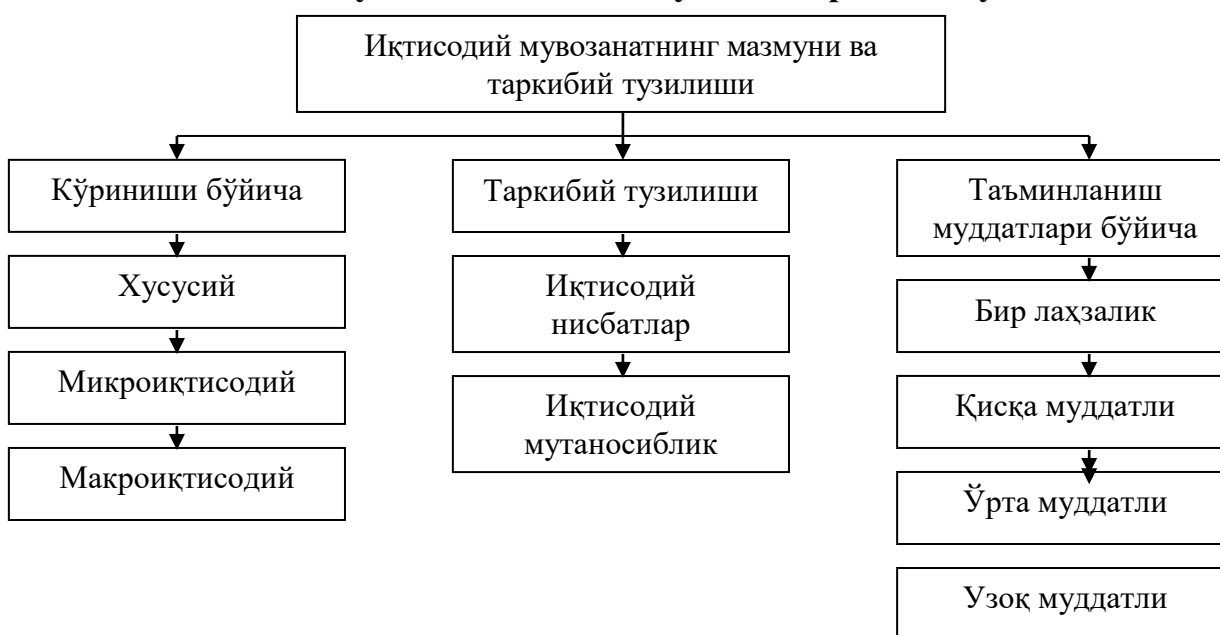 Иқтисодий мувозанатнинг мазмуни ва
таркибий тузилиши
Кўриниши бўйича
Хусусий
Микроиқтисодий
Макроиқтисодий
Таркибий тузилиши
Иқтисодий
нисбатлар
Иқтисодий
мутаносиблик
Таъминланиш
муддатлари бўйича
Бир лаҳзалик
Қисқа муддатли
Ўрта муддатли
Узоқ муддатли